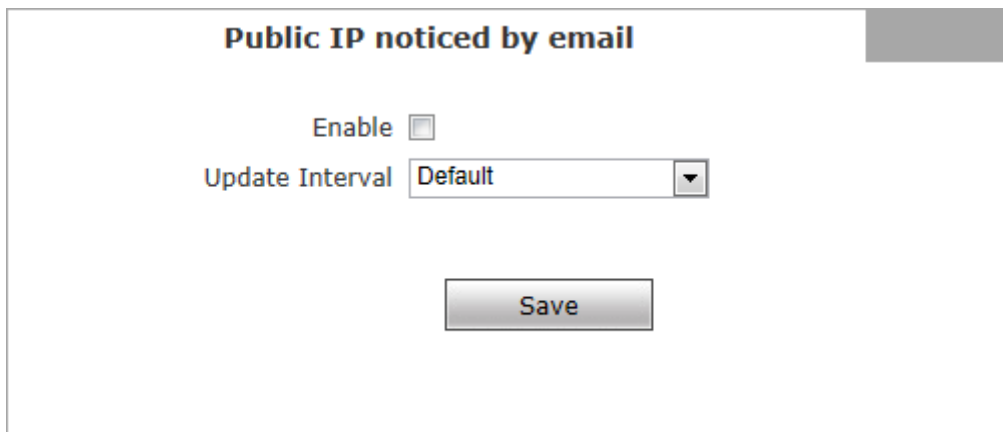 Public IP noticed by email
Enable
Update Interval Default
Save